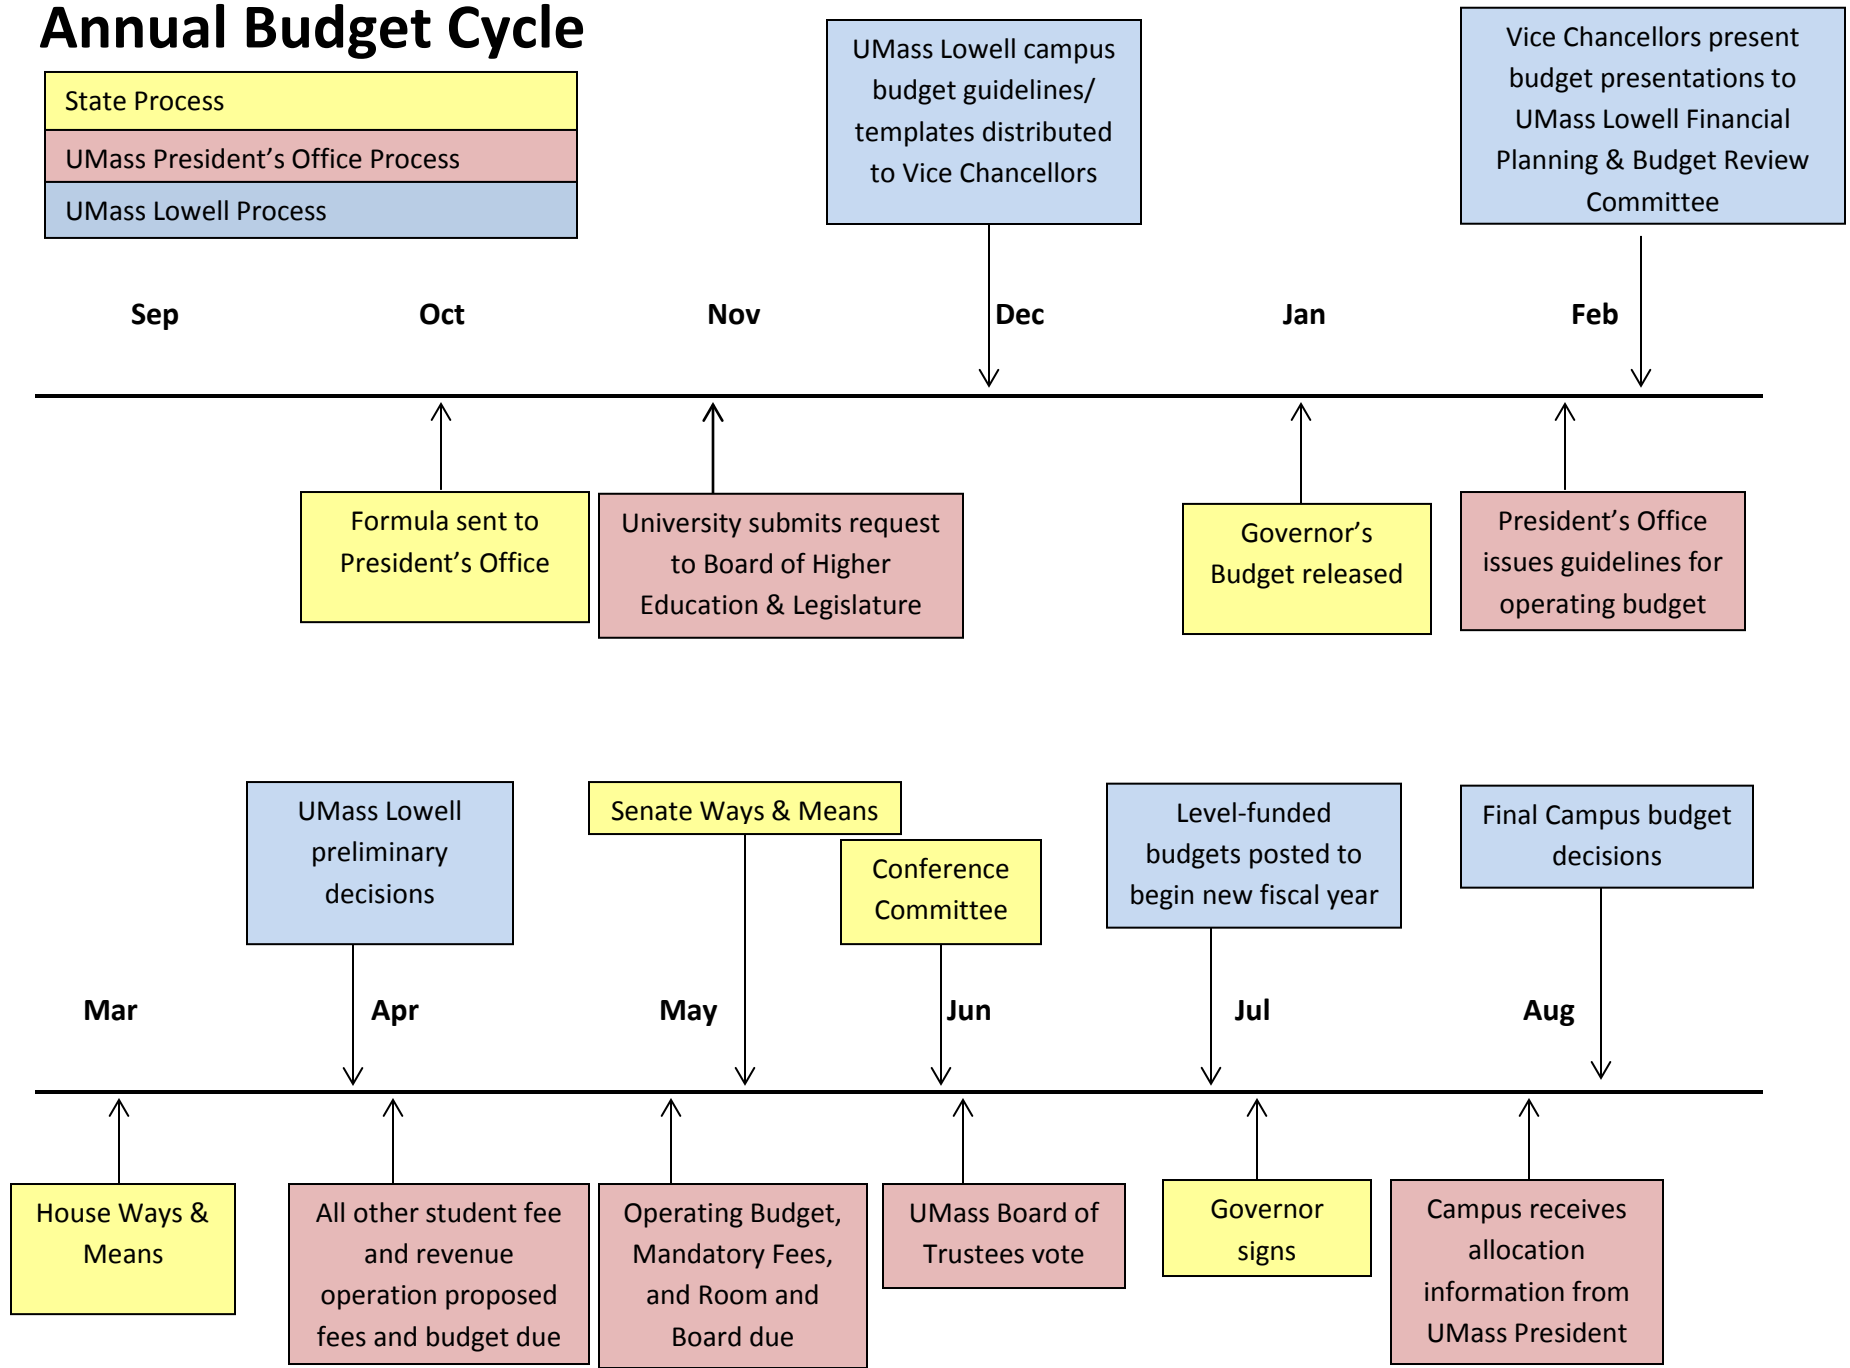 Annual Budget Cycle
State Process
UMass President’s Office Process
UMass Lowell Process
UMass Lowell campus
budget guidelines/
templates distributed
to Vice Chancellors
Vice Chancellors present
budget presentations to
UMass Lowell Financial
Planning & Budget Review
Committee
Sep
Oct
Nov
Dec
Jan
Feb
Formula sent to
President’s Office
University submits request
to Board of Higher
Education & Legislature
Governor’s
Budget released
President’s Office
issues guidelines for
operating budget
UMass Lowell
preliminary
decisions
Senate Ways & Means
Conference
Committee
Level-funded
budgets posted to
begin new fiscal year
Final Campus budget
decisions
Mar
Apr
May
Jun
Jul
Aug
House Ways &
Means
All other student fee
and revenue
operation proposed
fees and budget due
Operating Budget,
Mandatory Fees,
and Room and
Board due
UMass Board of
Trustees vote
Governor
signs
Campus receives
allocation
information from
UMass President